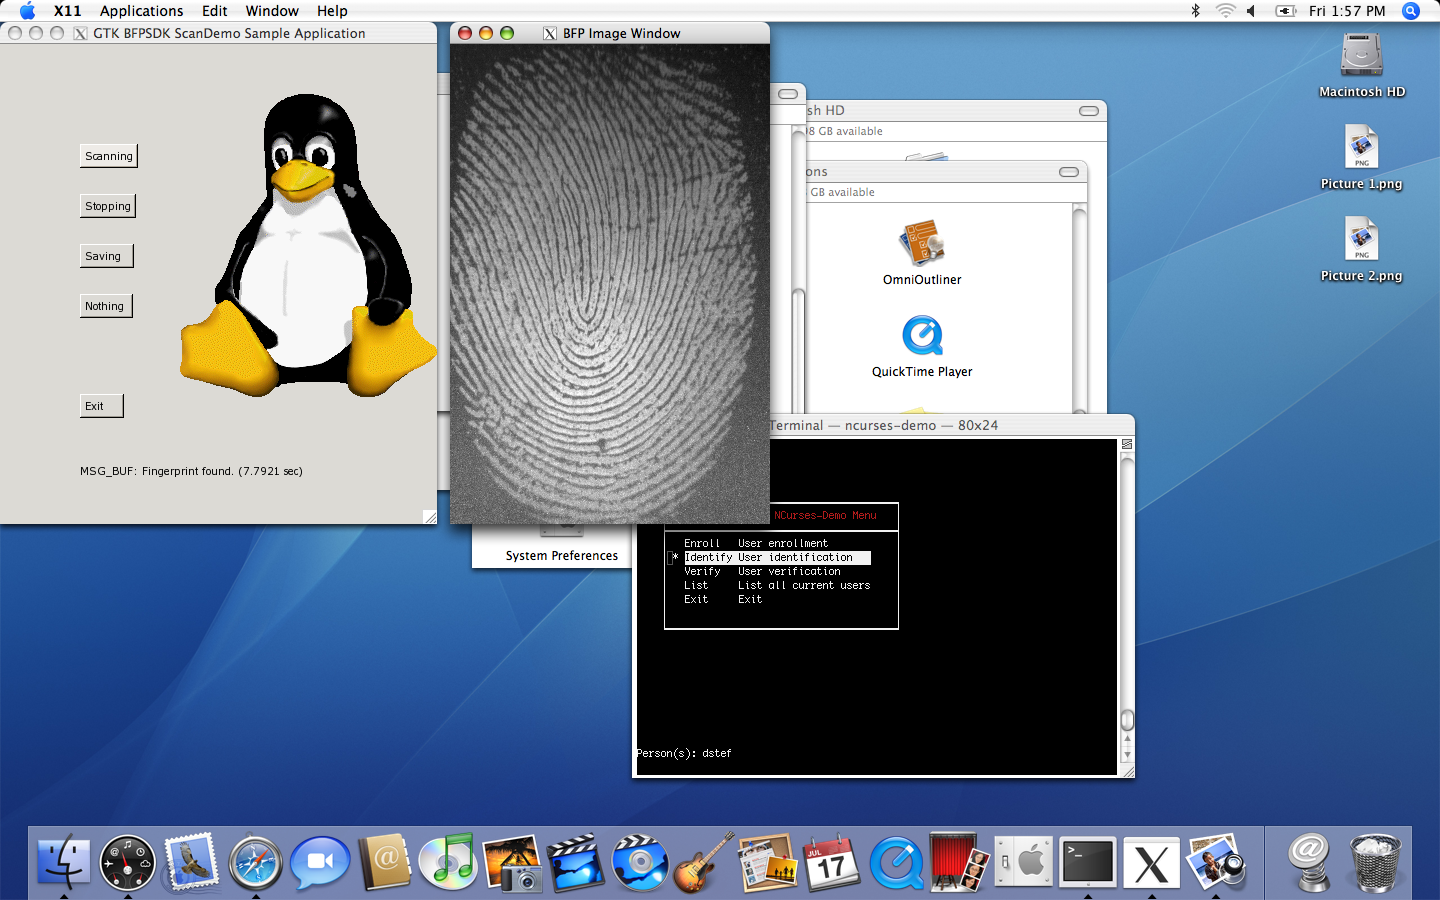 X11 Applications Edit Window Help
Fri 1:57 PM
GTK BFPSDK ScanDemo Sample Application
Scanning
Stopping
Saving
Nothing
Exit
MSG_BUF: Fingerprint found. (7.7921 sec)
BFP Image Window
sh HD
8 GB available
ons
GB available
OmniOutliner
QuickTime Player
System Preferences
Terminal — ncurses-demo — 80x24
NCurses-Demo Menu
Enroll User enrollment
* Identify User identification
Verify User verification
List List all current users
Exit Exit
Person(s): dstef
Macintosh HD
PNG
Picture 1.png
PNG
Picture 2.png
JUL
17